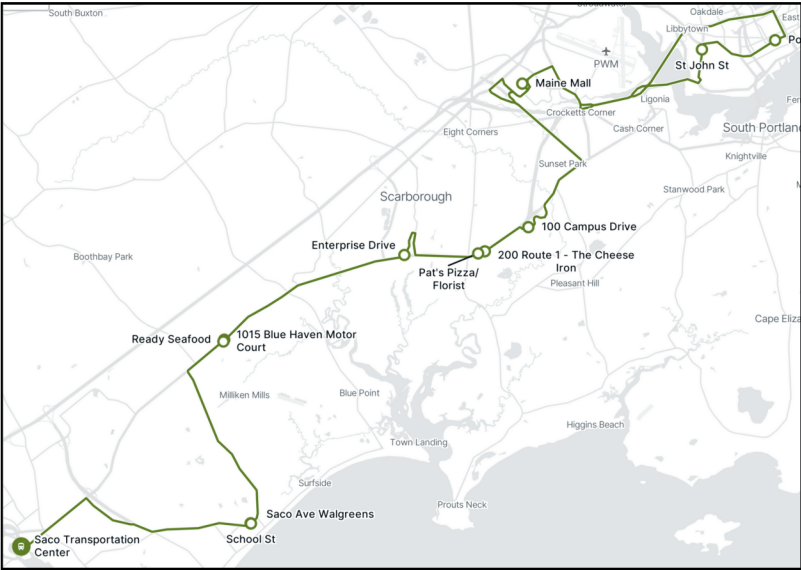 South Buxton
Oakdale
East
Libbytown
Po
PWM
St John St
Maine Mall
Ligonia
Crocketts Corner
Cash Corner
Eight Corners
South Portland
Knightville
Sunset Park
Stanwood Park
Scarborough
100 Campus Drive
Enterprise Drive
200 Route 1 - The Cheese
Iron
Boothbay Park
Pat's Pizza/
Florist
Pleasant Hill
Cape Eliza
Ready Seafood
1015 Blue Haven Motor
Court
Milliken Mills
Blue Point
Higgins Beach
Town Landing
Surfside
Prouts Neck
Saco Ave Walgreens
School St
Saco Transportation
Center